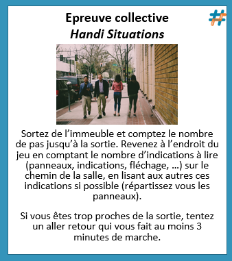 Epreuve collective
Handi Situations
#
Sortez de l'immeuble et comptez le nombre
de pas jusqu'à la sortie. Revenez à l'endroit du
jeu en comptant le nombre d'indications à lire
(panneaux, indications, fléchage, ...) sur le
chemin de la salle, en lisant aux autres ces
indications si possible (répartissez vous les
panneaux).
Si vous êtes trop proches de la sortie, tentez
un aller retour qui vous fait au moins 3
minutes de marche.